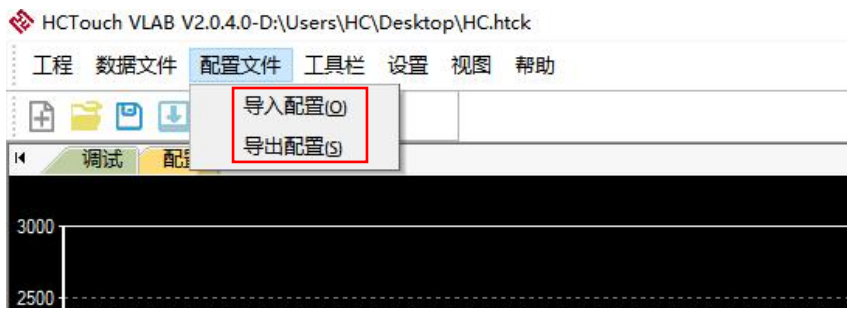 HCTouch VLAB V2.0.4.0-D:\Users\HC\Desktop\HC.htck
工程 数据文件 配置文件 工具栏 设置 视图 帮助
导入配置(O)
导出配置(S)
调试
3000
2500